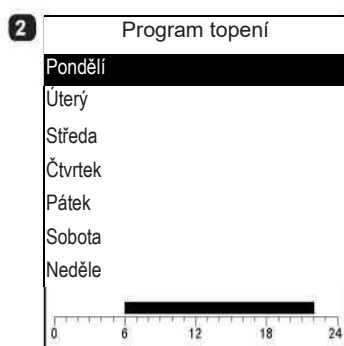 2 Program topení
Pondělí
Úterý
Středa
Čtvrtek
Pátek
Sobota
Neděle
0 6 12 18 24